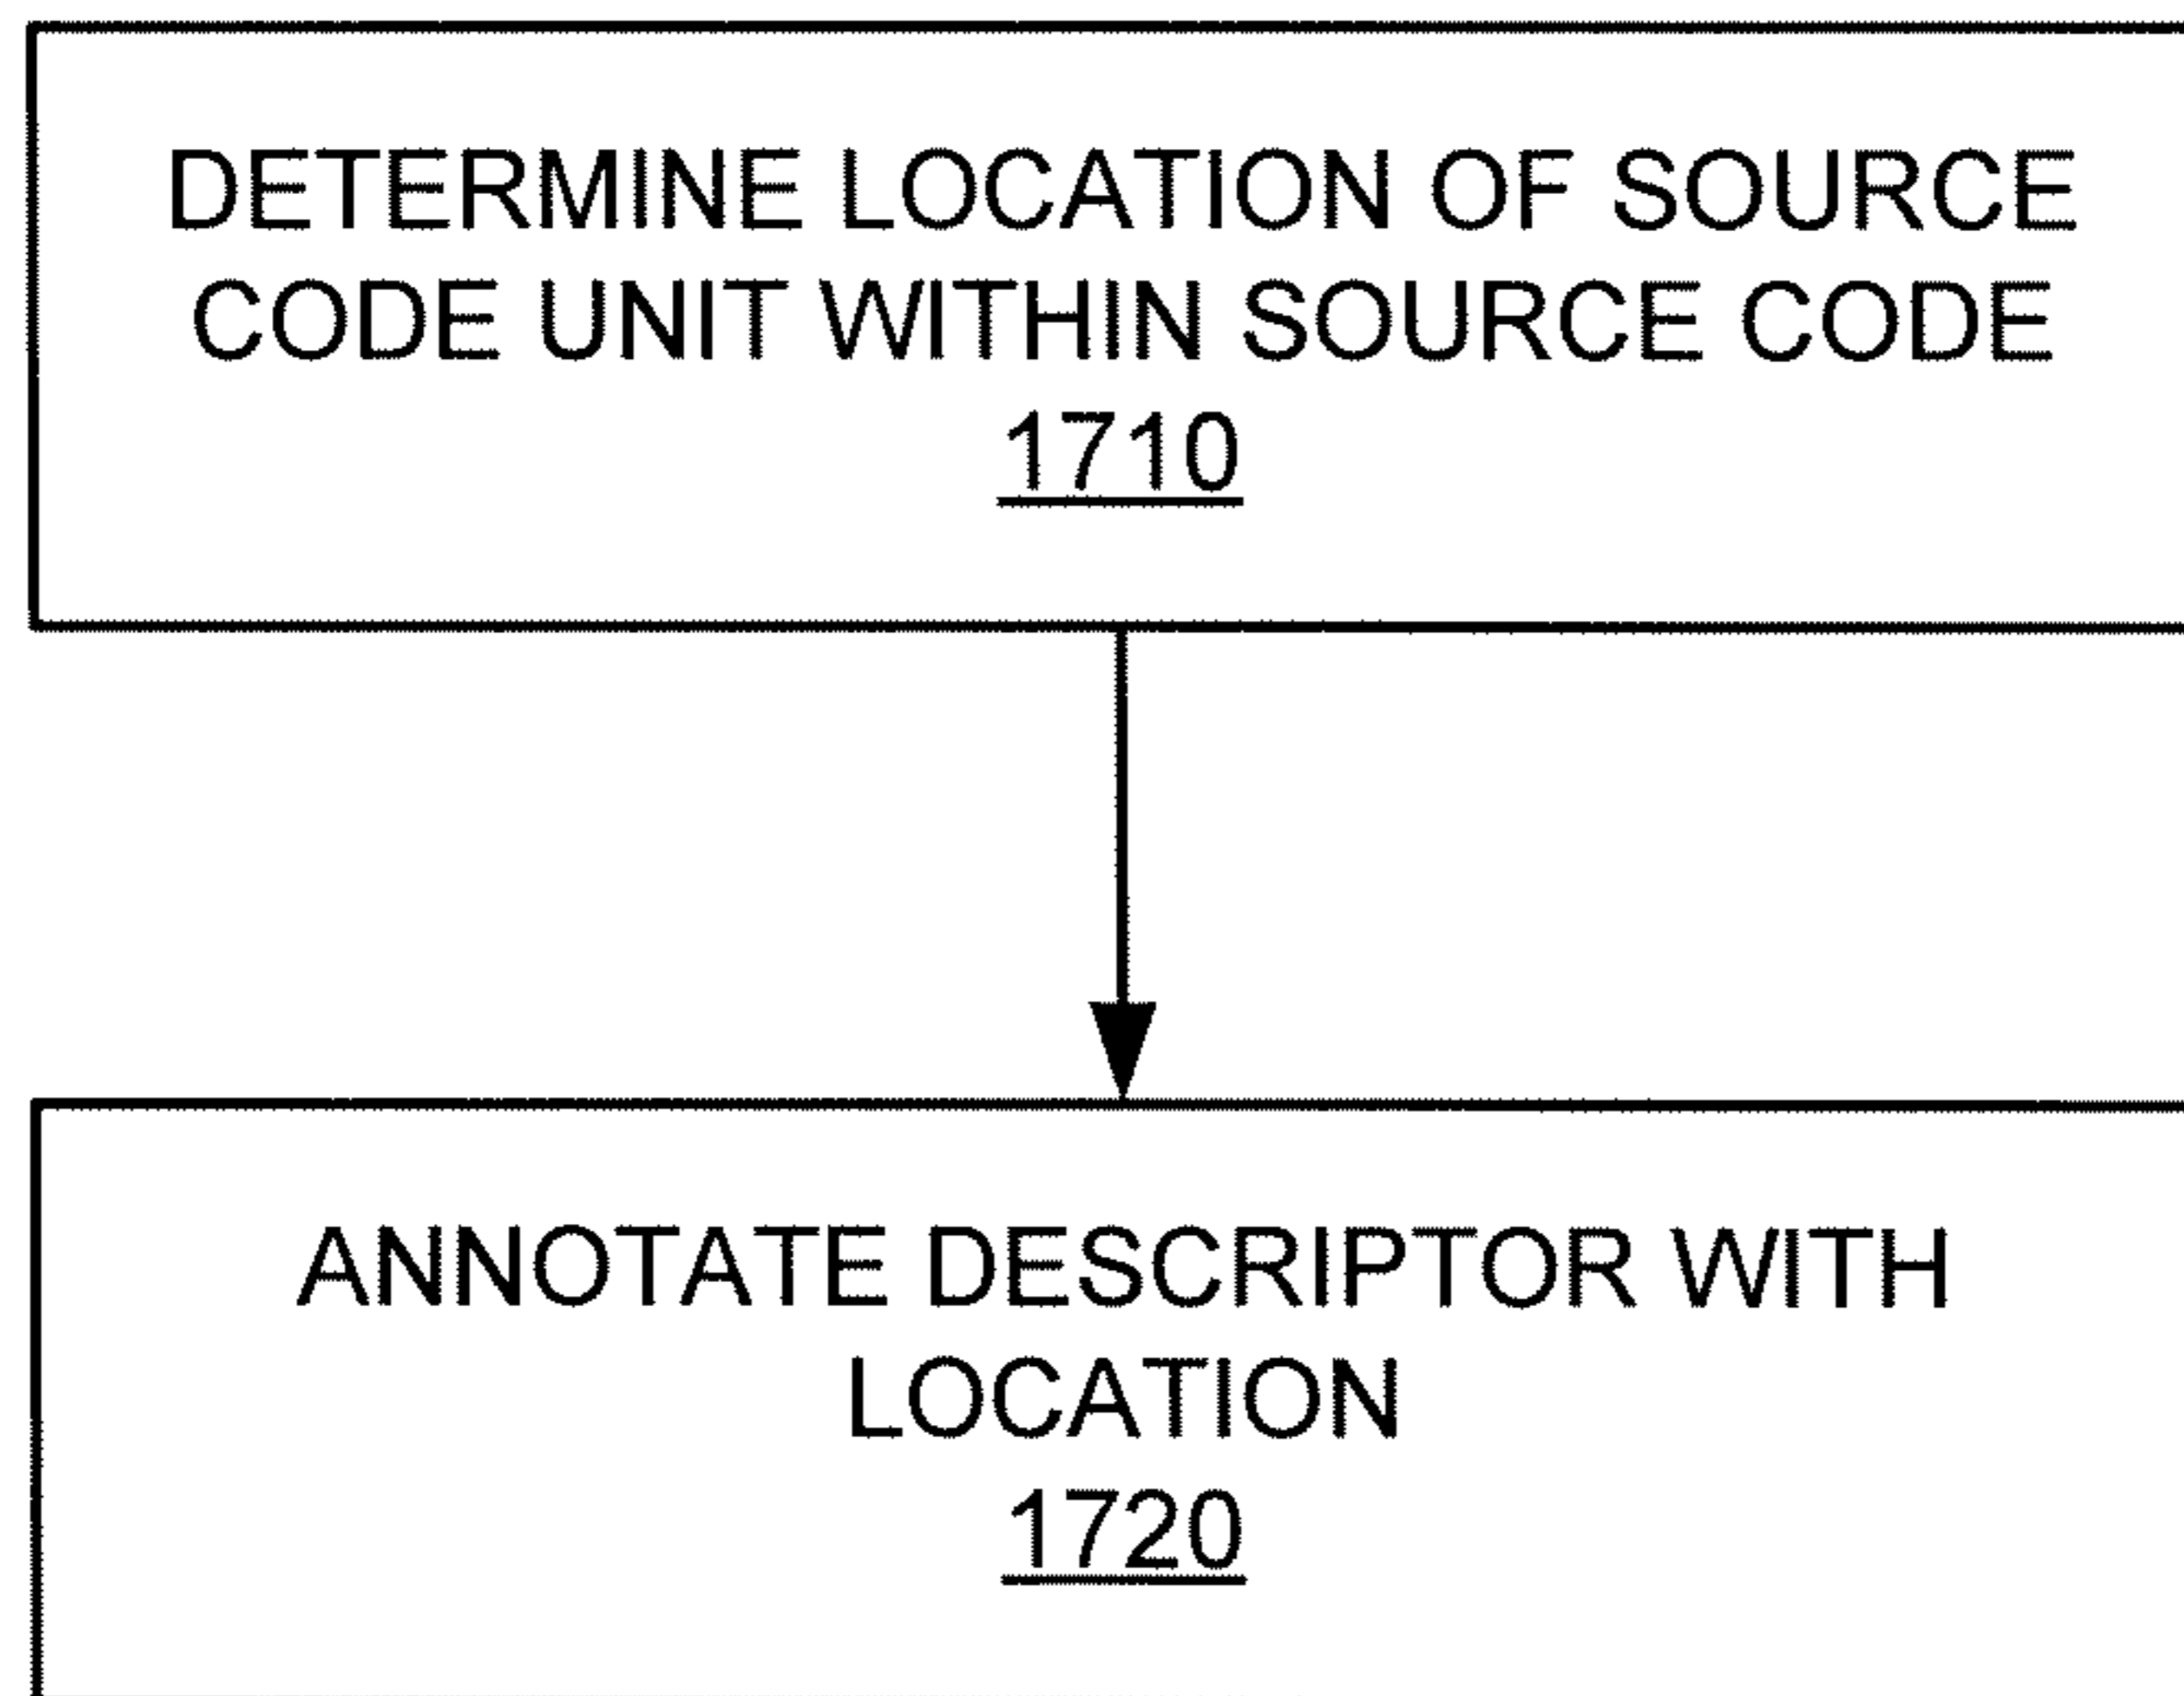 DETERMINE LOCATION OF SOURCE
CODE UNIT WITHIN SOURCE CODE
1710
ANNOTATE DESCRIPTOR WITH
LOCATION
1720